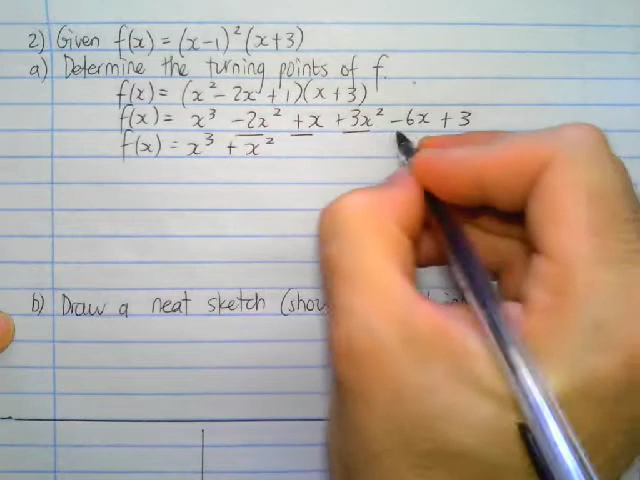 2) Given f(x) = (x-1)²(x+3)
a) Determine the turning points of f.
f(x) = (x² - 2x + 1)(x + 3)
f(x) = x³ - 2x² + x + 3x² - 6x + 3
f(x) = x³ + x²
b) Draw a neat sketch